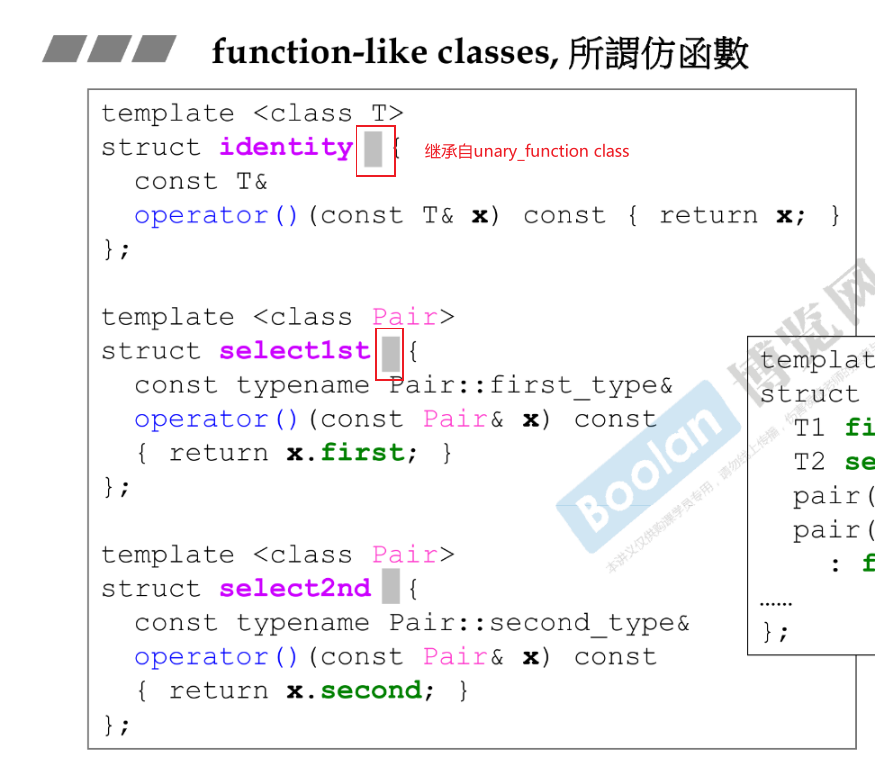 function-like classes, 所謂仿函數
template <class T>
struct identity {
继承自unary_function class
const T&
operator()(const T& x) const { return x; }
};
template <class Pair>
struct select1st {
const typename Pair::first_type&
operator()(const Pair& x) const
{ return x.first; }
};
template <class Pair>
struct select2nd {
const typename Pair::second_type&
operator()(const Pair& x) const
{ return x.second; }
};
templat
struct
T1 fi
T2 se
pair(
pair(
: f
……
};
Boolan 博览网